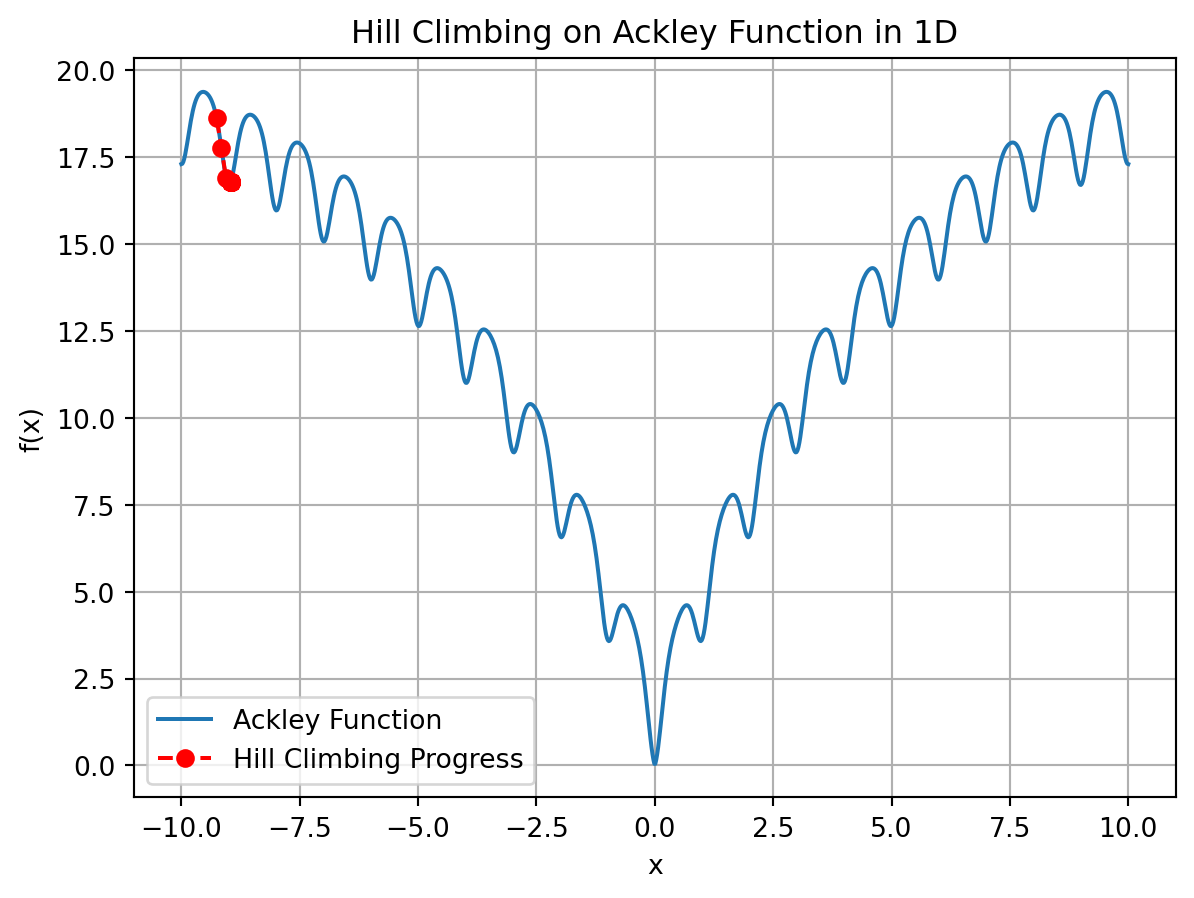 Hill Climbing on Ackley Function in 1D
20.0
17.5
15.0
12.5
10.0
7.5
5.0
2.5
0.0
f(x)
Ackley Function
Hill Climbing Progress
−10.0 −7.5 −5.0 −2.5 0.0 2.5 5.0 7.5 10.0
x